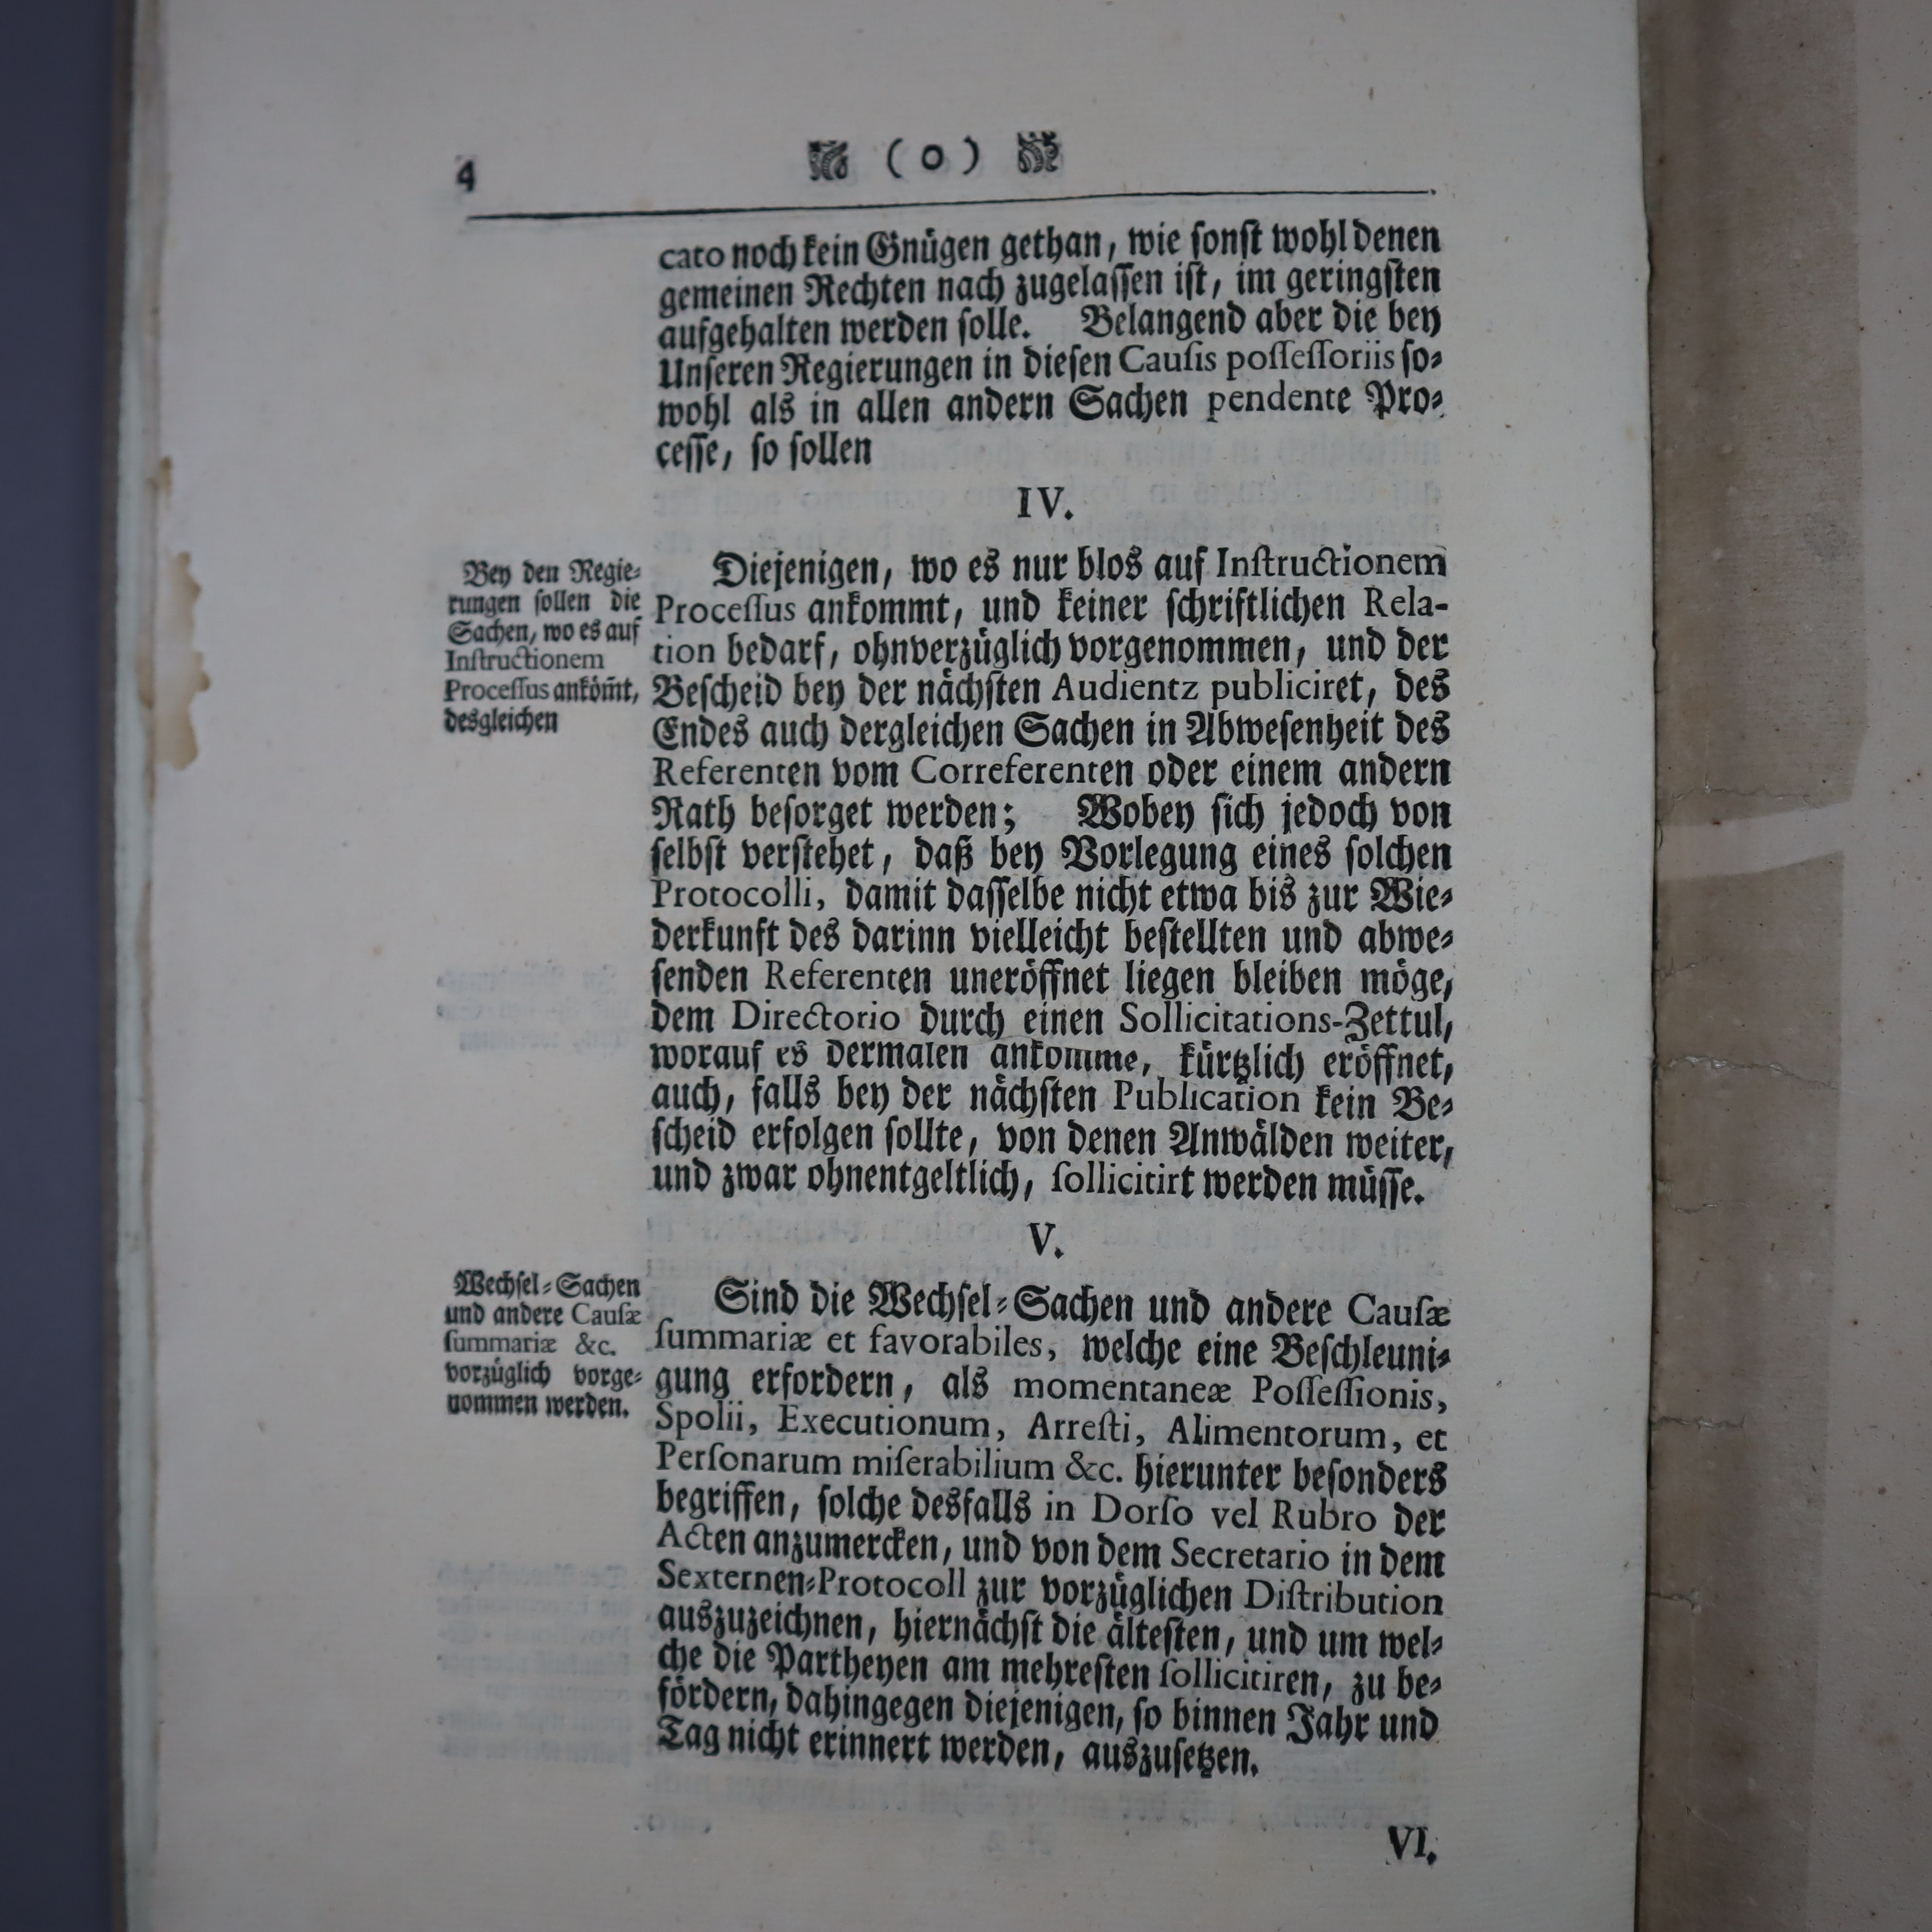 4
( o )
cato noch kein Gnügen gethan, wie sonst wohl denen
gemeinen Rechten nach zugelassen ist, im geringsten
aufgehalten werden solle. Belangend aber die bey
Unseren Regierungen in diesen Causis possessoriis so-
wohl als in allen andern Sachen pendente Pro-
cesse, so sollen
IV.
Bey den Regie-
rungen sollen die
Sachen, wo es auf
Instructionem
Processus ankom̃t,
desgleichen
Diejenigen, wo es nur blos auf Instructionem
Processus ankommt, und keiner schriftlichen Rela-
tion bedarf, ohnverzüglich vorgenommen, und der
Bescheid bey der nächsten Audientz publiciret, des
Endes auch dergleichen Sachen in Abwesenheit des
Referenten vom Correferenten oder einem andern
Rath besorget werden; Wobey sich jedoch von
selbst verstehet, daß bey Vorlegung eines solchen
Protocolli, damit dasselbe nicht etwa bis zur Wie-
derkunft des darinn vielleicht bestellten und abwe-
senden Referenten uneröffnet liegen bleiben möge,
dem Directorio durch einen Sollicitations-Zettul,
worauf es dermalen ankomme, kürtzlich eröffnet,
auch, falls bey der nächsten Publication kein Be-
scheid erfolgen sollte, von denen Anwälden weiter,
und zwar ohnentgeltlich, sollicitirt werden müsse.
V.
Wechsel-Sachen
und andere Causæ
summariæ &c.
vorzüglich vorge-
nommen werden.
Sind die Wechsel-Sachen und andere Causæ
summariæ et favorabiles, welche eine Beschleuni-
gung erfordern, als momentaneæ Possessionis,
Spolii, Executionum, Arresti, Alimentorum, et
Personarum miserabilium &c. hierunter besonders
begriffen, solche desfalls in Dorso vel Rubro der
Acten anzumercken, und von dem Secretario in dem
Sexternen-Protocoll zur vorzüglichen Distribution
auszuzeichnen, hiernächst die ältesten, und um wel-
che die Partheyen am mehresten sollicitiren, zu be-
fördern, dahingegen diejenigen, so binnen Jahr und
Tag nicht erinnert werden, auszusetzen.
VI.